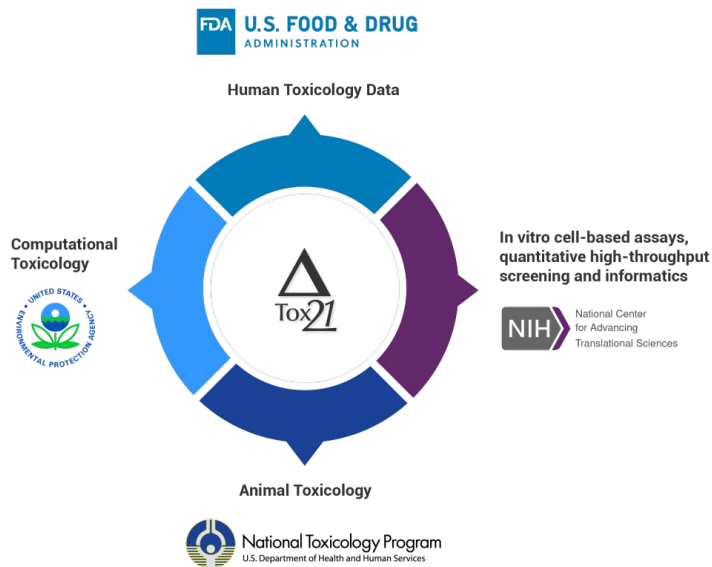 FDA U.S. FOOD & DRUG
ADMINISTRATION
Human Toxicology Data
Computational
Toxicology
UNITED STATES
ENVIRONMENTAL PROTECTION AGENCY
Tox21
In vitro cell-based assays,
quantitative high-throughput
screening and informatics
NIH
National Center
for Advancing
Translational Sciences
Animal Toxicology
National Toxicology Program
U.S. Department of Health and Human Services